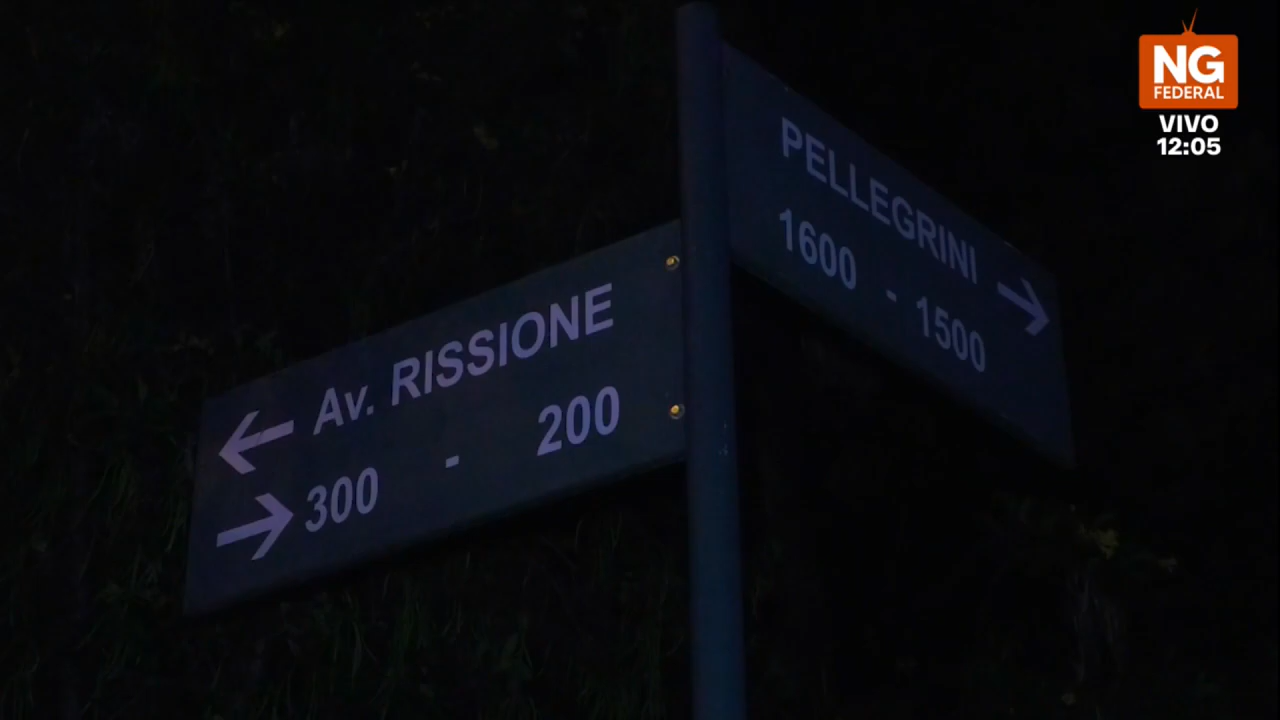 NG
FEDERAL
VIVO
12:05
PELLEGRINI
1600 - 1500
Av. RISSIONE
300 - 200